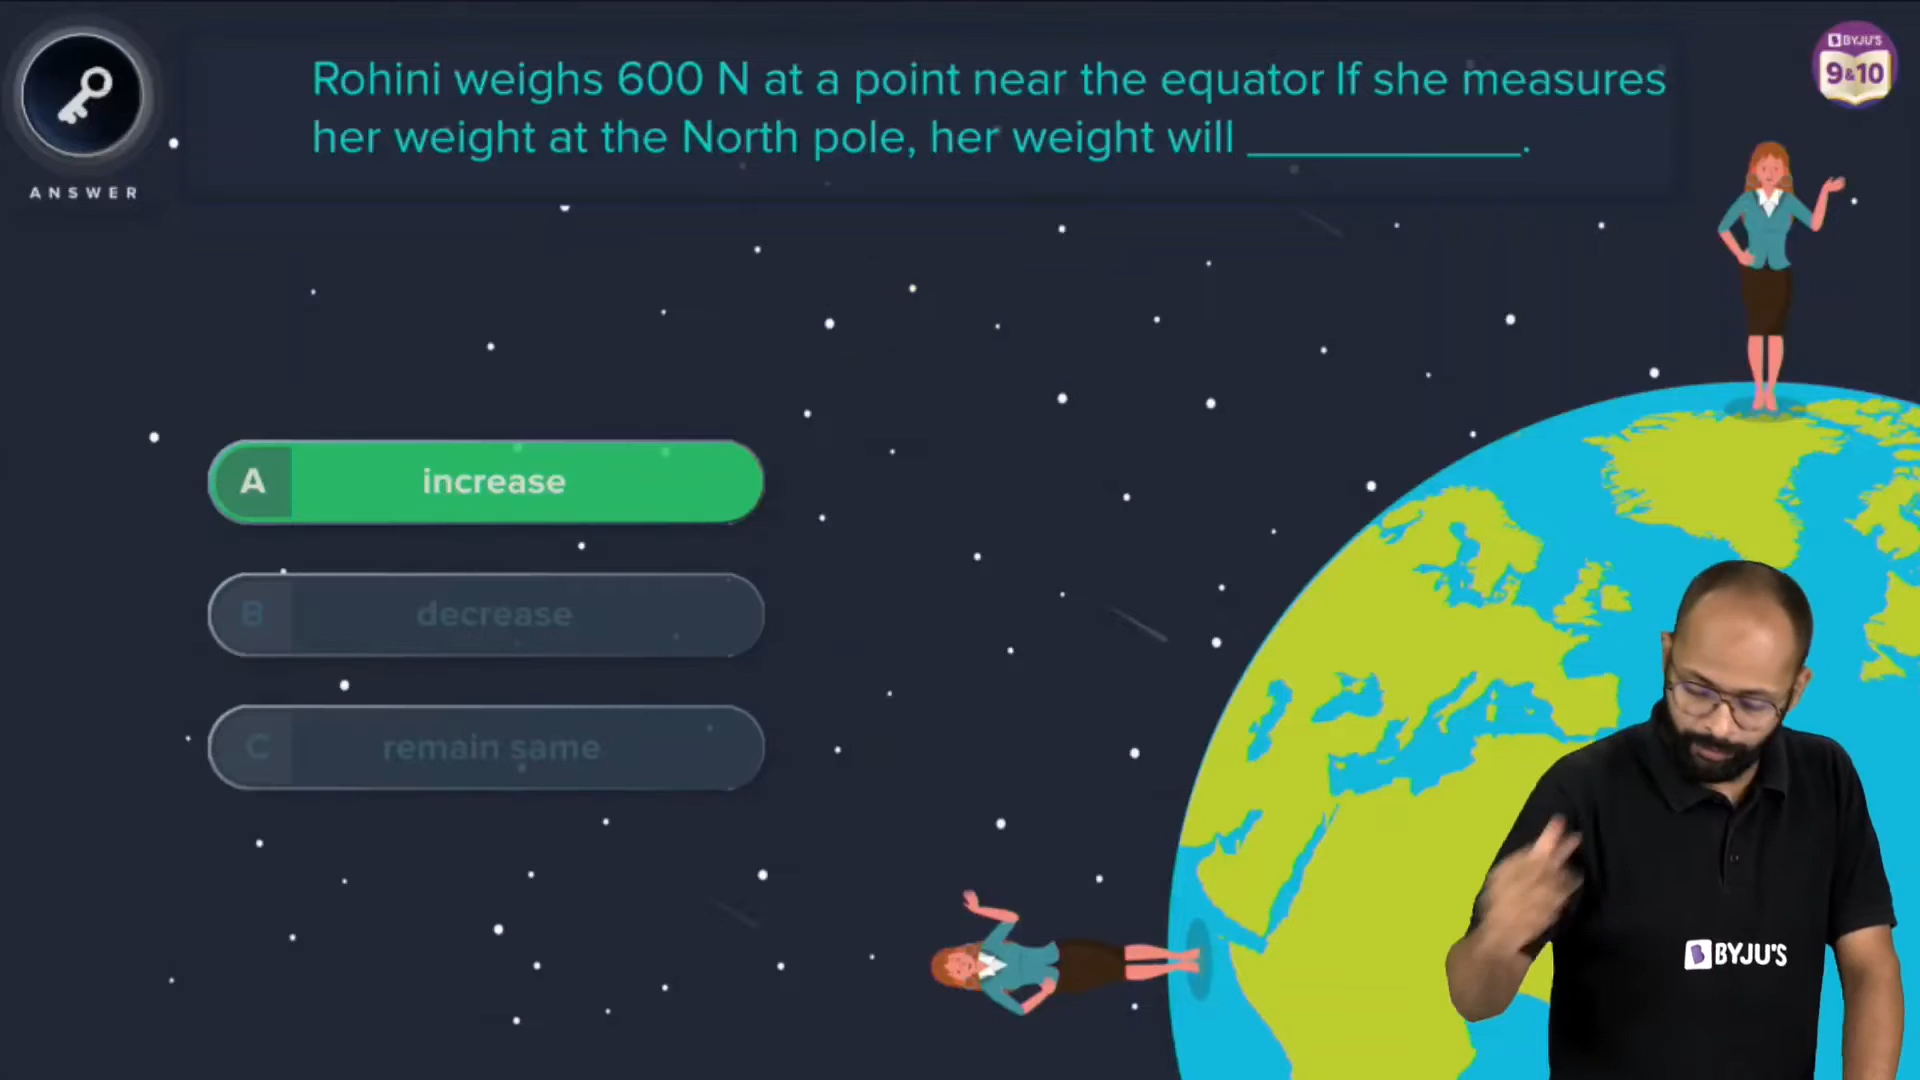 Rohini weighs 600 N at a point near the equator. If she measures
her weight at the North pole, her weight will ____________.
ANSWER
BYJU'S
9&10
A increase
B decrease
C remain same
BYJU'S